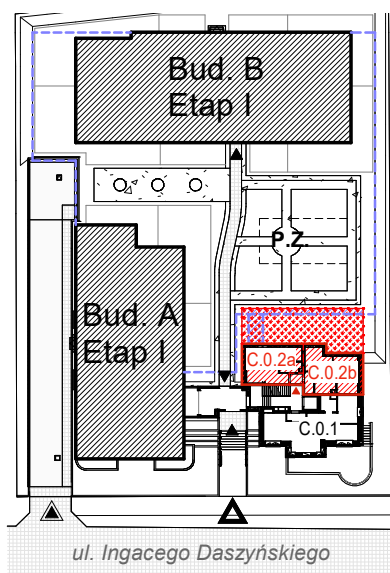 Bud. B
Etap I
P.Z.
Bud. A
Etap I
C.0.2a
C.0.2b
C.0.1
ul. Ingacego Daszyńskiego